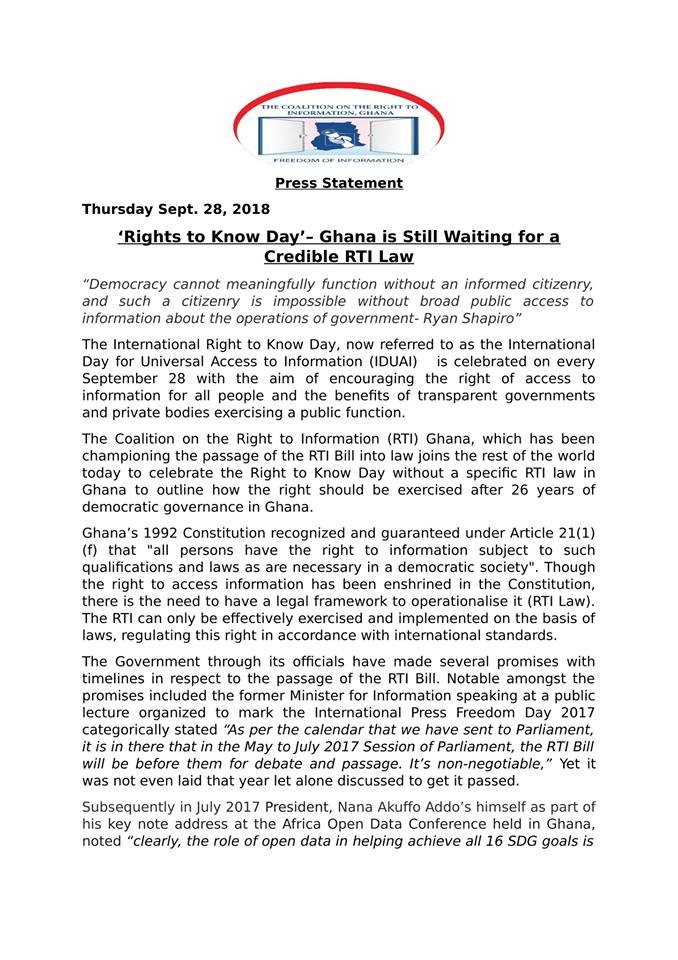 THE COALITION ON THE RIGHT TO
INFORMATION, GHANA
FREEDOM OF INFORMATION
Press Statement
Thursday Sept. 28, 2018
‘Rights to Know Day’– Ghana is Still Waiting for a
Credible RTI Law
“Democracy cannot meaningfully function without an informed citizenry,
and such a citizenry is impossible without broad public access to
information about the operations of government- Ryan Shapiro”
The International Right to Know Day, now referred to as the International
Day for Universal Access to Information (IDUAI) is celebrated on every
September 28 with the aim of encouraging the right of access to
information for all people and the benefits of transparent governments
and private bodies exercising a public function.
The Coalition on the Right to Information (RTI) Ghana, which has been
championing the passage of the RTI Bill into law joins the rest of the world
today to celebrate the Right to Know Day without a specific RTI law in
Ghana to outline how the right should be exercised after 26 years of
democratic governance in Ghana.
Ghana’s 1992 Constitution recognized and guaranteed under Article 21(1)
(f) that "all persons have the right to information subject to such
qualifications and laws as are necessary in a democratic society". Though
the right to access information has been enshrined in the Constitution,
there is the need to have a legal framework to operationalise it (RTI Law).
The RTI can only be effectively exercised and implemented on the basis of
laws, regulating this right in accordance with international standards.
The Government through its officials have made several promises with
timelines in respect to the passage of the RTI Bill. Notable amongst the
promises included the former Minister for Information speaking at a public
lecture organized to mark the International Press Freedom Day 2017
categorically stated “As per the calendar that we have sent to Parliament,
it is in there that in the May to July 2017 Session of Parliament, the RTI Bill
will be before them for debate and passage. It’s non-negotiable,” Yet it
was not even laid that year let alone discussed to get it passed.
Subsequently in July 2017 President, Nana Akuffo Addo’s himself as part of
his key note address at the Africa Open Data Conference held in Ghana,
noted “clearly, the role of open data in helping achieve all 16 SDG goals is